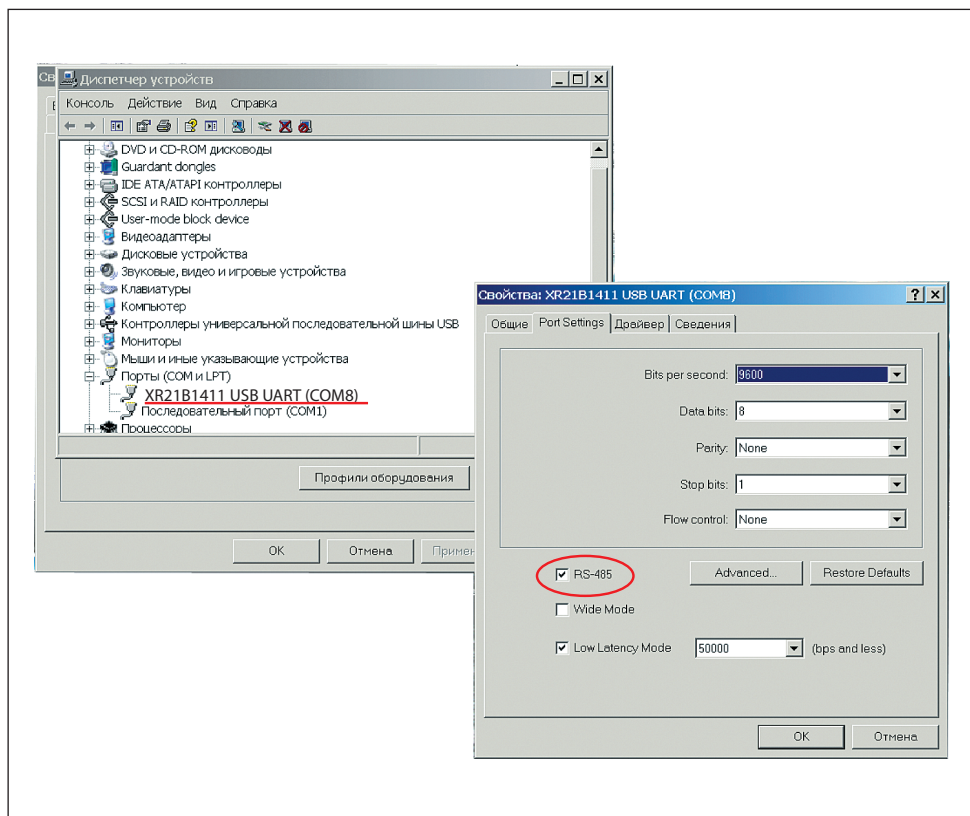 Св
Диспетчер устройств
Консоль Действие Вид Справка
DVD и CD-ROM дисководы
Guardant dongles
IDE ATA/ATAPI контроллеры
SCSI и RAID контроллеры
User-mode block device
Видеоадаптеры
Дисковые устройства
Звуковые, видео и игровые устройства
Клавиатуры
Компьютер
Контроллеры универсальной последовательной шины USB
Мониторы
Мыши и иные указывающие устройства
Порты (COM и LPT)
XR21B1411 USB UART (COM8)
Последовательный порт (COM1)
Процессоры
Профили оборудования
ОК Отмена Примен
Свойства: XR21B1411 USB UART (COM8)
Общие Port Settings Драйвер Сведения
Bits per second: 9600
Data bits: 8
Parity: None
Stop bits: 1
Flow control: None
RS-485 Advanced... Restore Defaults
Wide Mode
Low Latency Mode 50000 (bps and less)
ОК Отмена